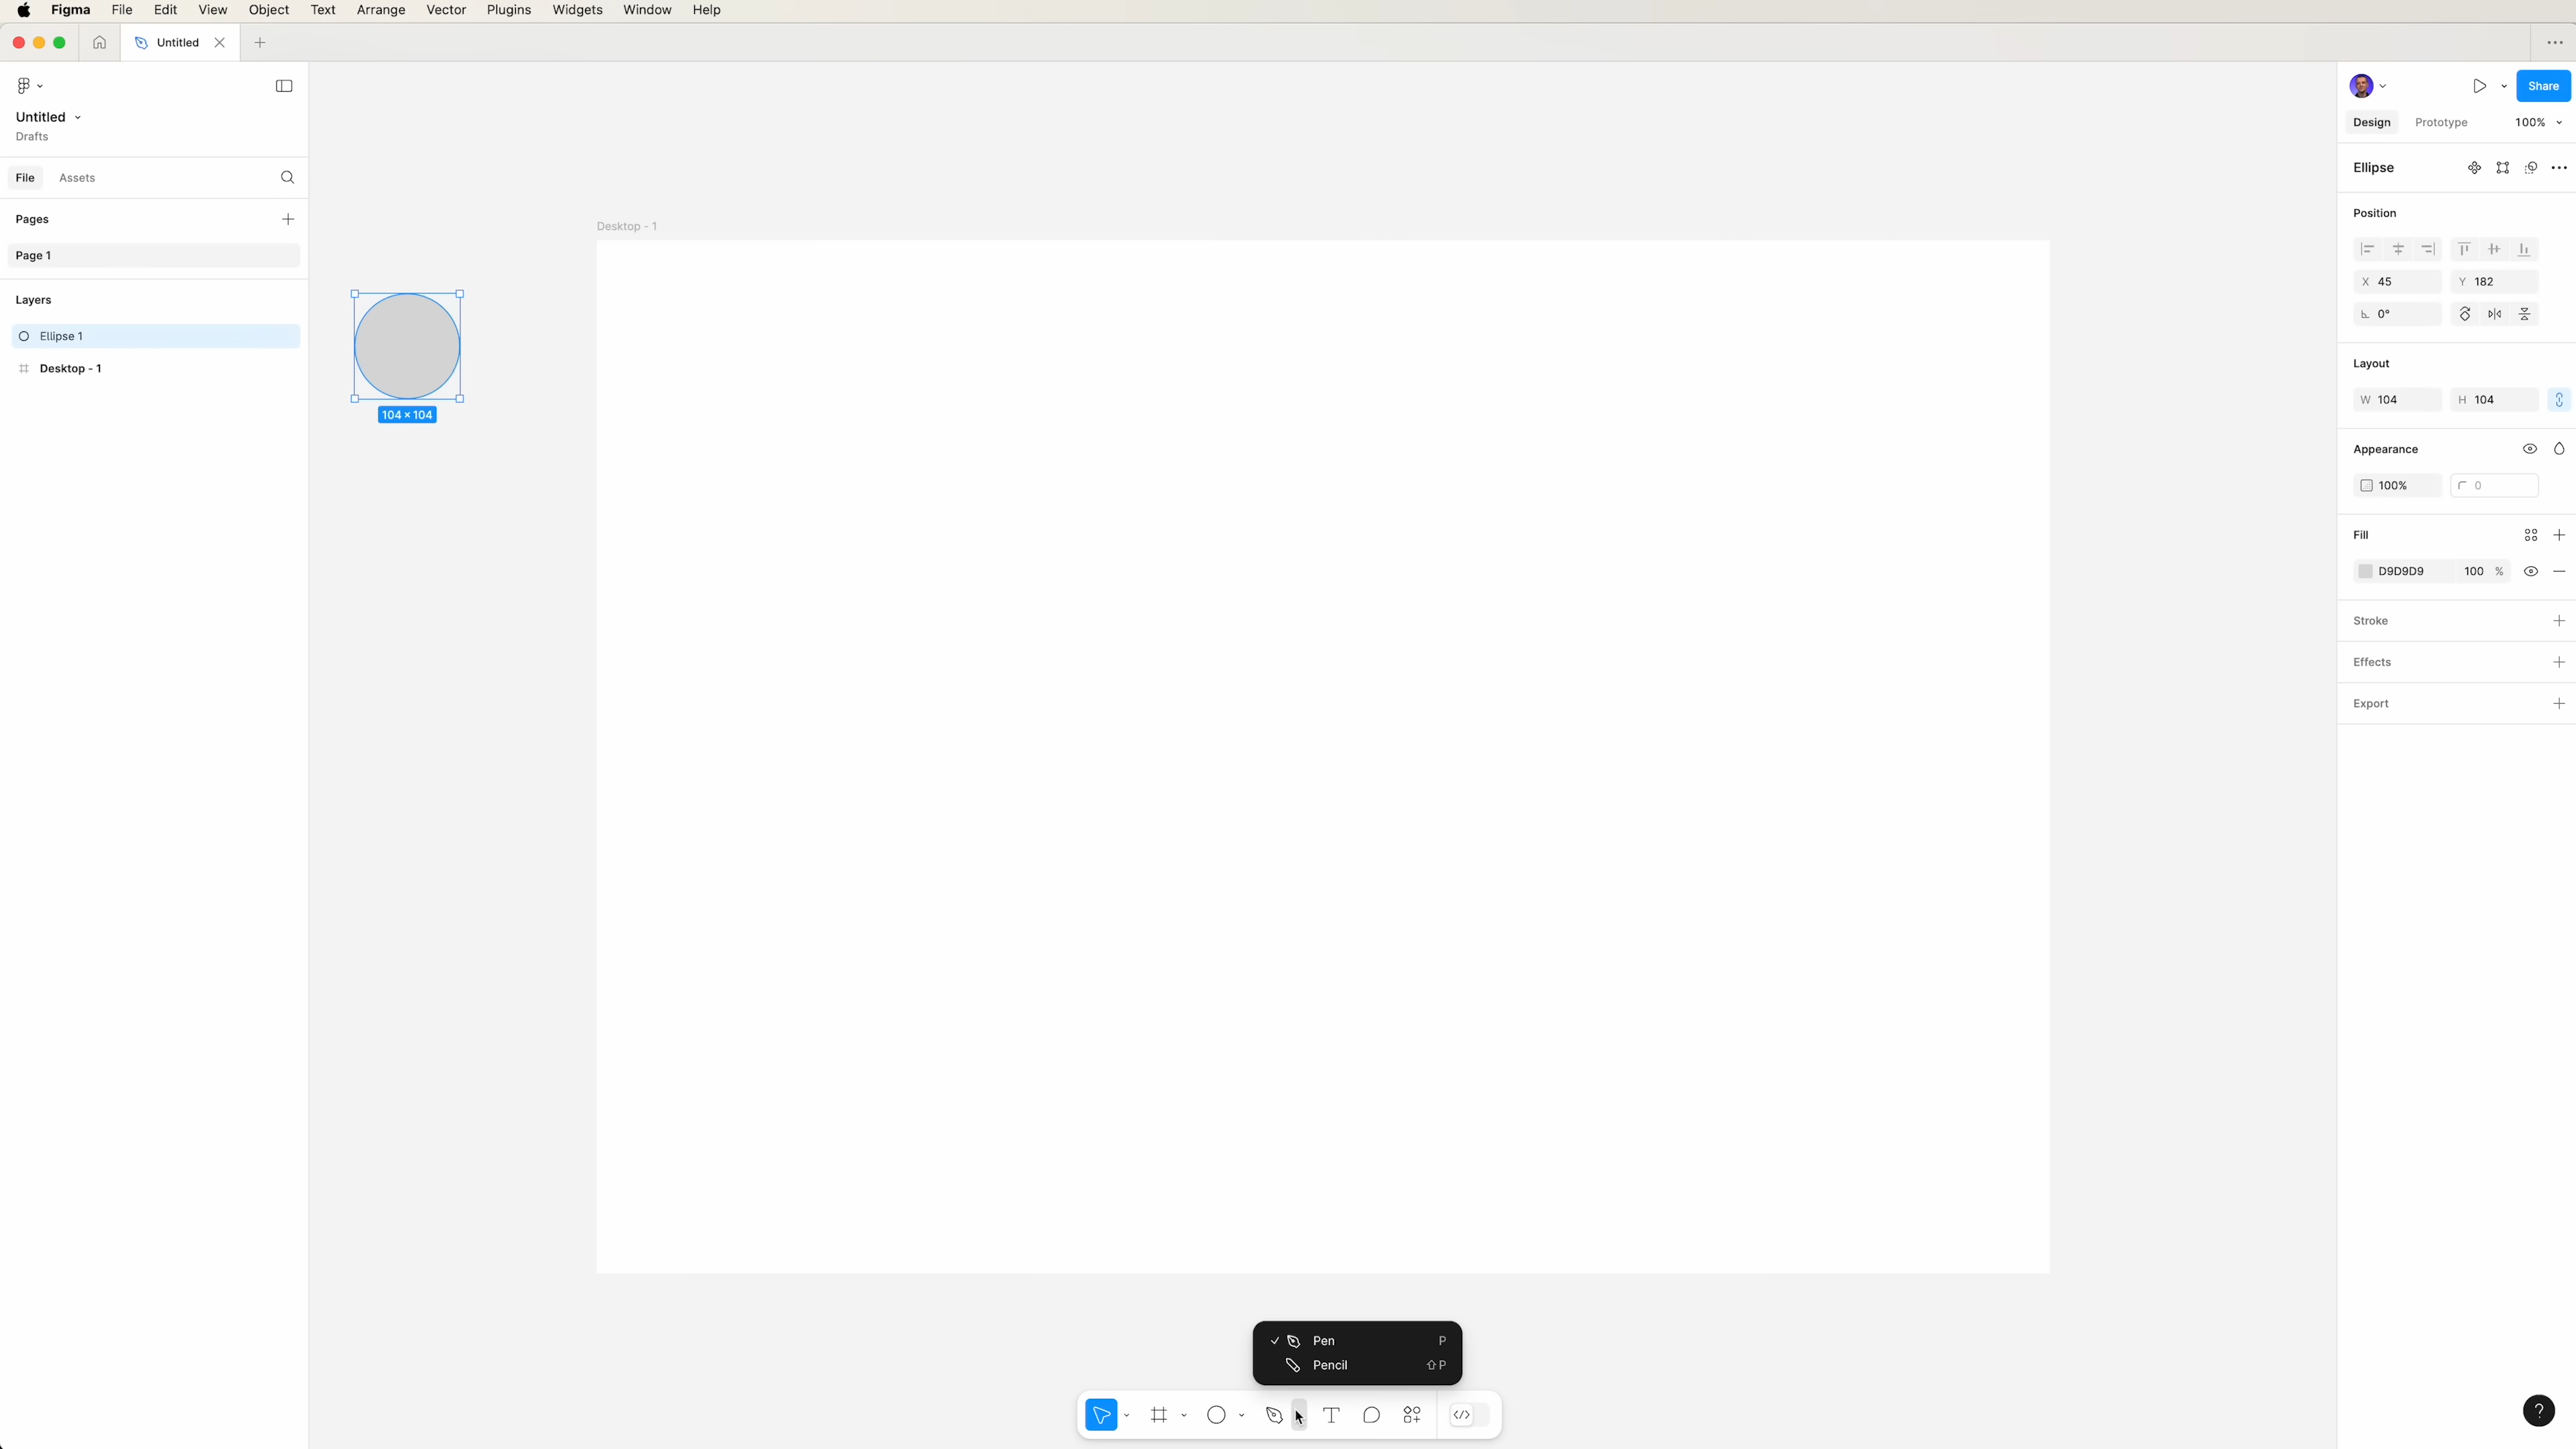 Figma File Edit View Object Text Arrange Vector Plugins Widgets Window Help
Untitled
Share
Untitled
Drafts
Design Prototype 100%
File Assets
Ellipse
Pages
Position
Desktop - 1
Page 1
X 45 Y 182
Layers
0°
Ellipse 1
Layout
Desktop - 1
W 104 H 104
104 × 104
Appearance
100% 0
Fill
D9D9D9 100 %
Stroke
Effects
Export
Pen P
Pencil ⇧P
?